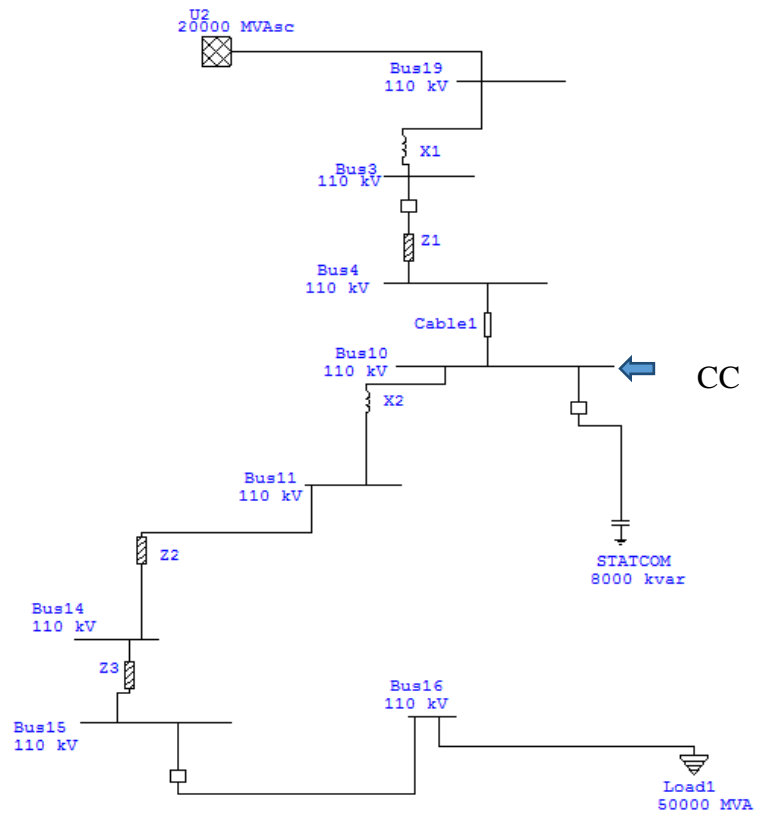 U2
20000 MVAsc
Bus19
110 kV
X1
Bus3
110 kV
Z1
Bus4
110 kV
Cable1
Bus10
110 kV
CC
X2
Bus11
110 kV
Z2
STATCOM
8000 kvar
Bus14
110 kV
Z3
Bus16
110 kV
Bus15
110 kV
Load1
50000 MVA